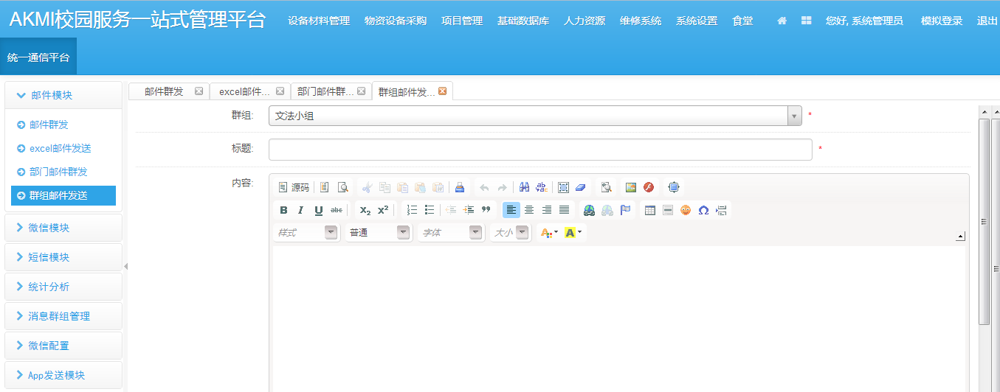 AKMI校园服务一站式管理平台 设备材料管理 物资设备采购 项目管理 基础数据库 人力资源 维修系统 系统设置 食堂 您好, 系统管理员 模拟登录 退出
统一通信平台
邮件模块
邮件群发
excel邮件发送
部门邮件群发
群组邮件发送
微信模块
短信模块
统计分析
消息群组管理
微信配置
App发送模块
邮件群发 excel邮件... 部门邮件群... 群组邮件发...
群组: 文法小组 *
标题: *
内容: 源码
B I U abc X₂ X²
样式 普通 字体 大小 A A